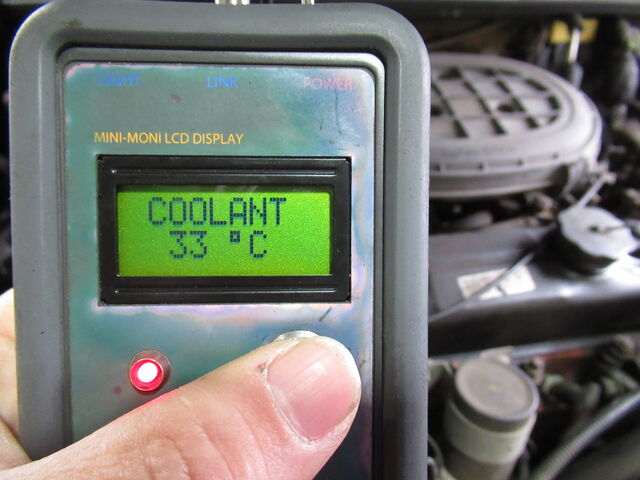 LIGHT LINK POWER
MINI-MONI LCD DISPLAY
COOLANT
33 °C